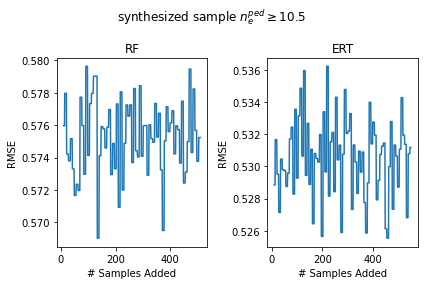 synthesized sample $n_e^{ped} \geq 10.5$
RF
ERT
RMSE
0.580
0.578
0.576
0.574
0.572
0.570
0
200
400
# Samples Added
RMSE
0.536
0.534
0.532
0.530
0.528
0.526
0
200
400
# Samples Added